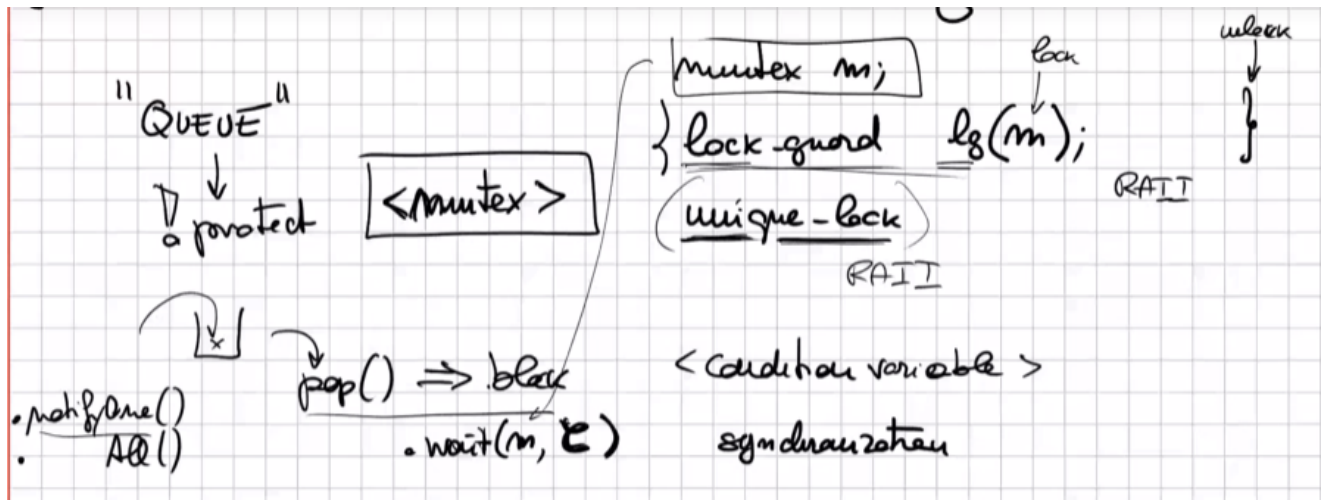 "QUEUE"
! protect
<mutex>
mutex m;
lock
unlock
{ lock_guard lg(m); }
RAII
(unique_lock)
RAII
x
pop() => block
<condition variable>
.notifyOne()
. All()
.wait(m, C)
synchronization